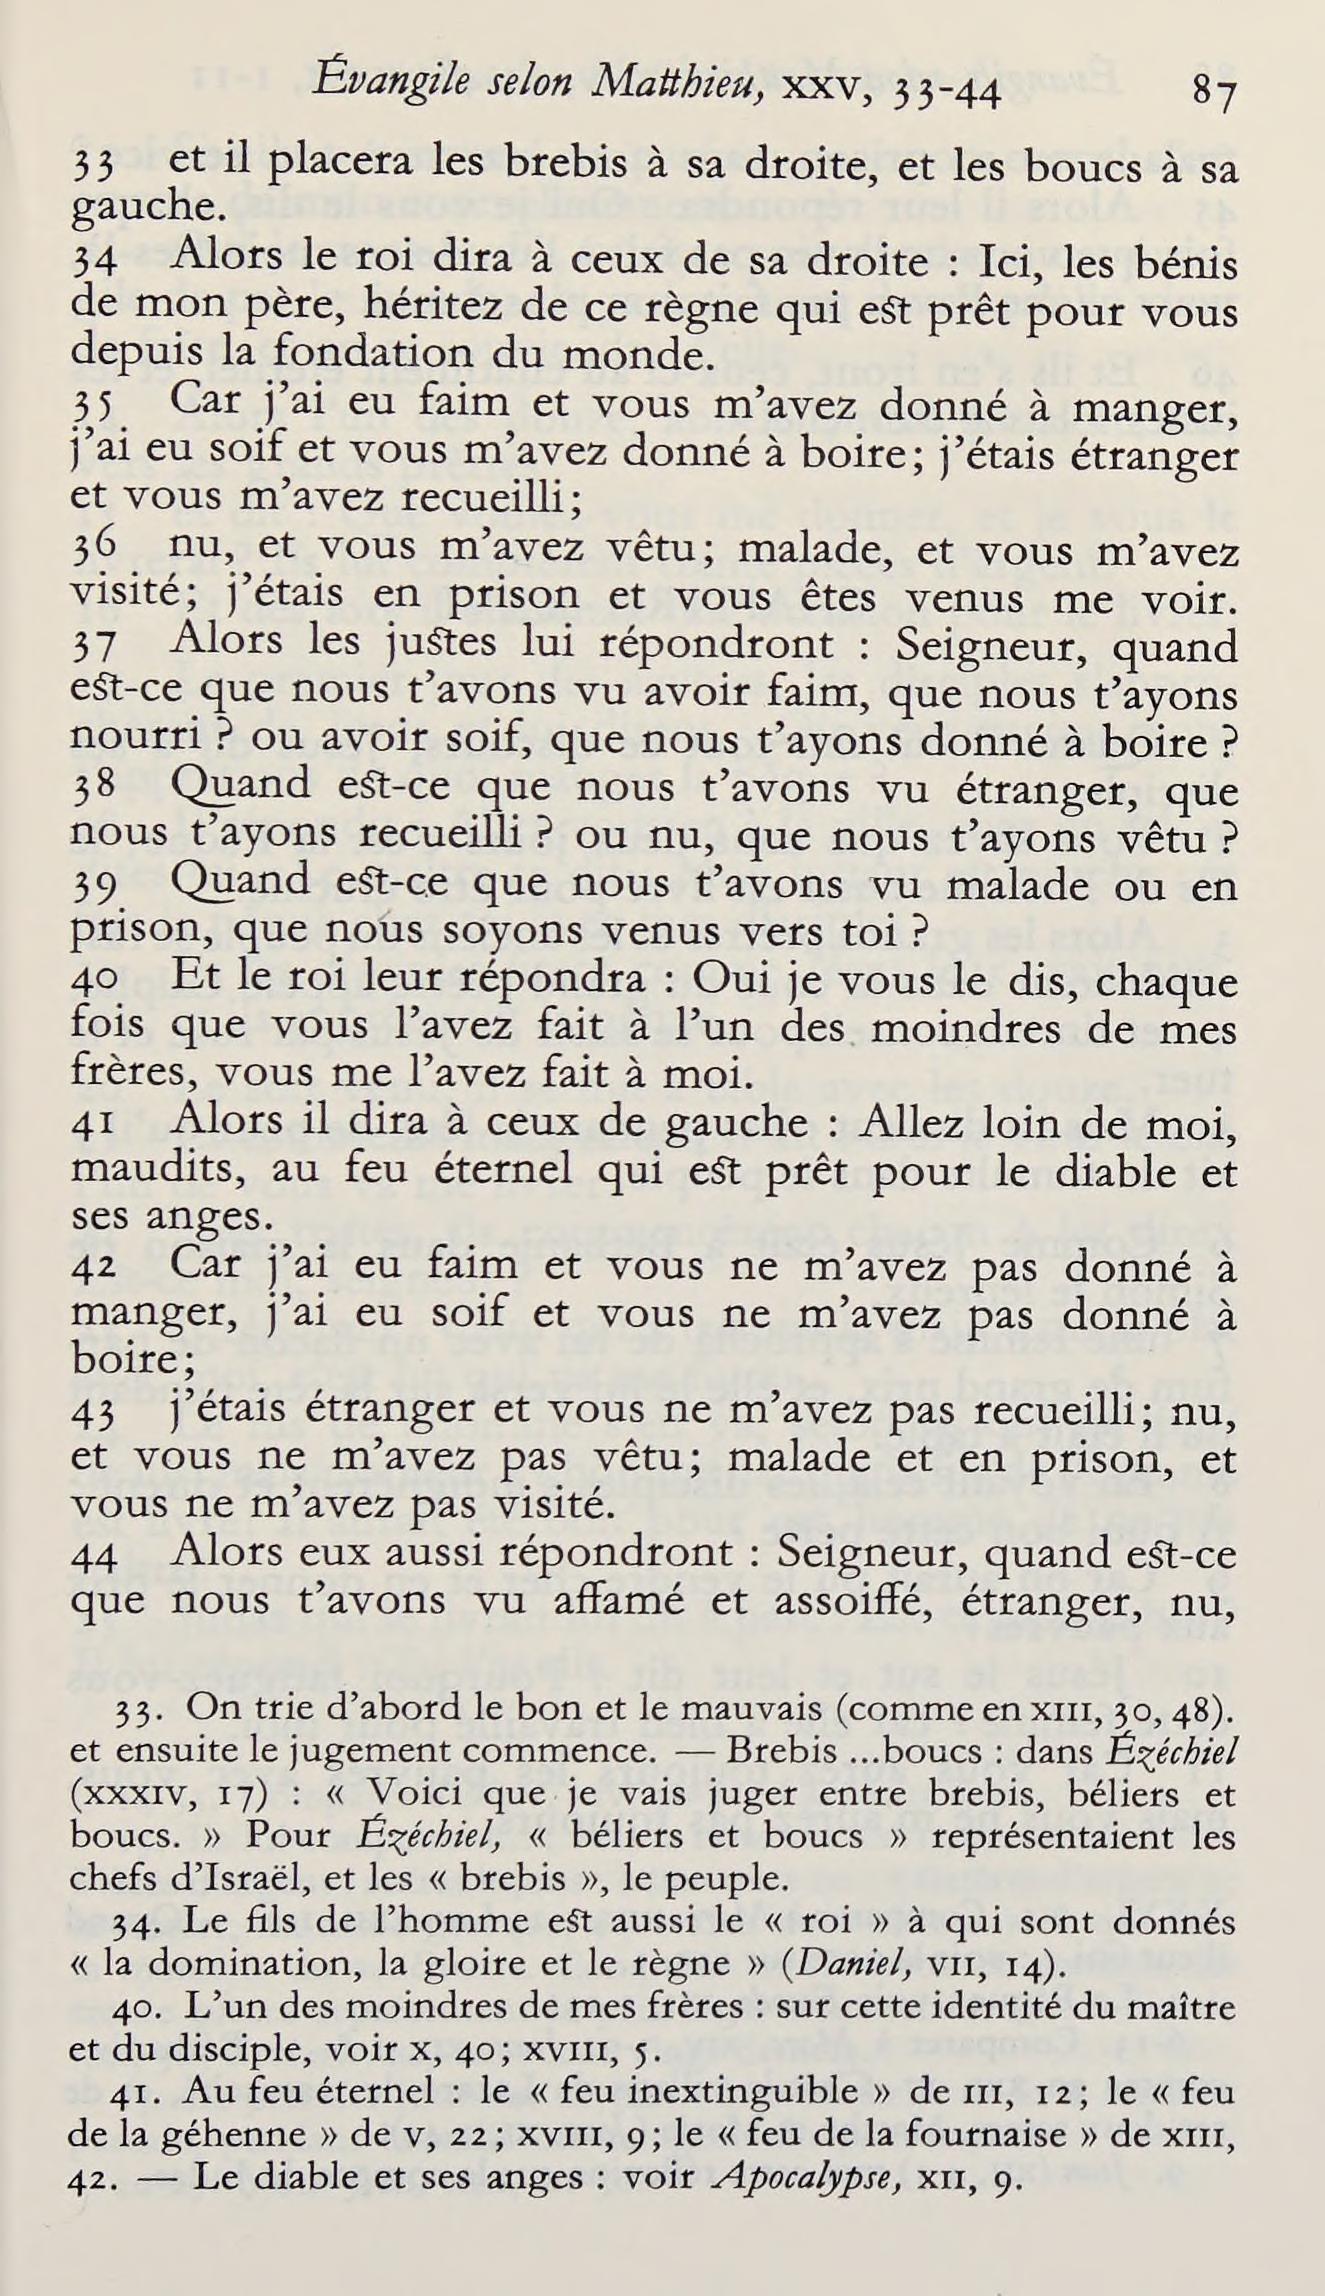 Évangile selon Matthieu, XXV, 33-44 87
33 et il placera les brebis à sa droite, et les boucs à sa
gauche.
34 Alors le roi dira à ceux de sa droite : Ici, les bénis
de mon père, héritez de ce règne qui est prêt pour vous
depuis la fondation du monde.
35 Car j'ai eu faim et vous m'avez donné à manger,
j'ai eu soif et vous m'avez donné à boire; j'étais étranger
et vous m'avez recueilli;
36 nu, et vous m'avez vêtu; malade, et vous m'avez
visité; j'étais en prison et vous êtes venus me voir.
37 Alors les justes lui répondront : Seigneur, quand
est-ce que nous t'avons vu avoir faim, que nous t'ayons
nourri ? ou avoir soif, que nous t'ayons donné à boire ?
38 Quand est-ce que nous t'avons vu étranger, que
nous t'ayons recueilli ? ou nu, que nous t'ayons vêtu ?
39 Quand est-ce que nous t'avons vu malade ou en
prison, que nous soyons venus vers toi ?
40 Et le roi leur répondra : Oui je vous le dis, chaque
fois que vous l'avez fait à l'un des moindres de mes
frères, vous me l'avez fait à moi.
41 Alors il dira à ceux de gauche : Allez loin de moi,
maudits, au feu éternel qui est prêt pour le diable et
ses anges.
42 Car j'ai eu faim et vous ne m'avez pas donné à
manger, j'ai eu soif et vous ne m'avez pas donné à
boire;
43 j'étais étranger et vous ne m'avez pas recueilli; nu,
et vous ne m'avez pas vêtu; malade et en prison, et
vous ne m'avez pas visité.
44 Alors eux aussi répondront : Seigneur, quand est-ce
que nous t'avons vu affamé et assoiffé, étranger, nu,
33. On trie d'abord le bon et le mauvais (comme en XIII, 30, 48).
et ensuite le jugement commence. — Brebis ...boucs : dans Ézéchiel
(XXXIV, 17) : « Voici que je vais juger entre brebis, béliers et
boucs. » Pour Ézéchiel, « béliers et boucs » représentaient les
chefs d'Israël, et les « brebis », le peuple.
34. Le fils de l'homme est aussi le « roi » à qui sont donnés
« la domination, la gloire et le règne » (Daniel, VII, 14).
40. L'un des moindres de mes frères : sur cette identité du maître
et du disciple, voir X, 40; XVIII, 5.
41. Au feu éternel : le « feu inextinguible » de III, 12; le « feu
de la géhenne » de V, 22; XVIII, 9; le « feu de la fournaise » de XIII,
42. — Le diable et ses anges : voir Apocalypse, XII, 9.